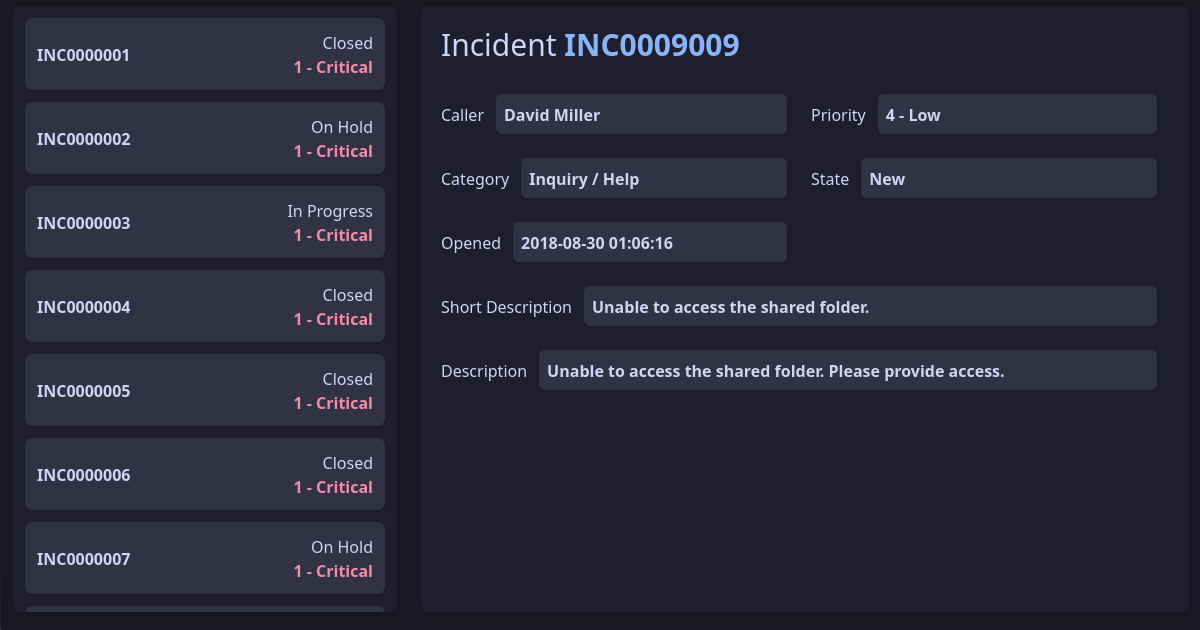 INC0000001
Closed
1 - Critical
INC0000002
On Hold
1 - Critical
INC0000003
In Progress
1 - Critical
INC0000004
Closed
1 - Critical
INC0000005
Closed
1 - Critical
INC0000006
Closed
1 - Critical
INC0000007
On Hold
1 - Critical
Incident INC0009009
Caller David Miller
Priority 4 - Low
Category Inquiry / Help
State New
Opened 2018-08-30 01:06:16
Short Description Unable to access the shared folder.
Description Unable to access the shared folder. Please provide access.